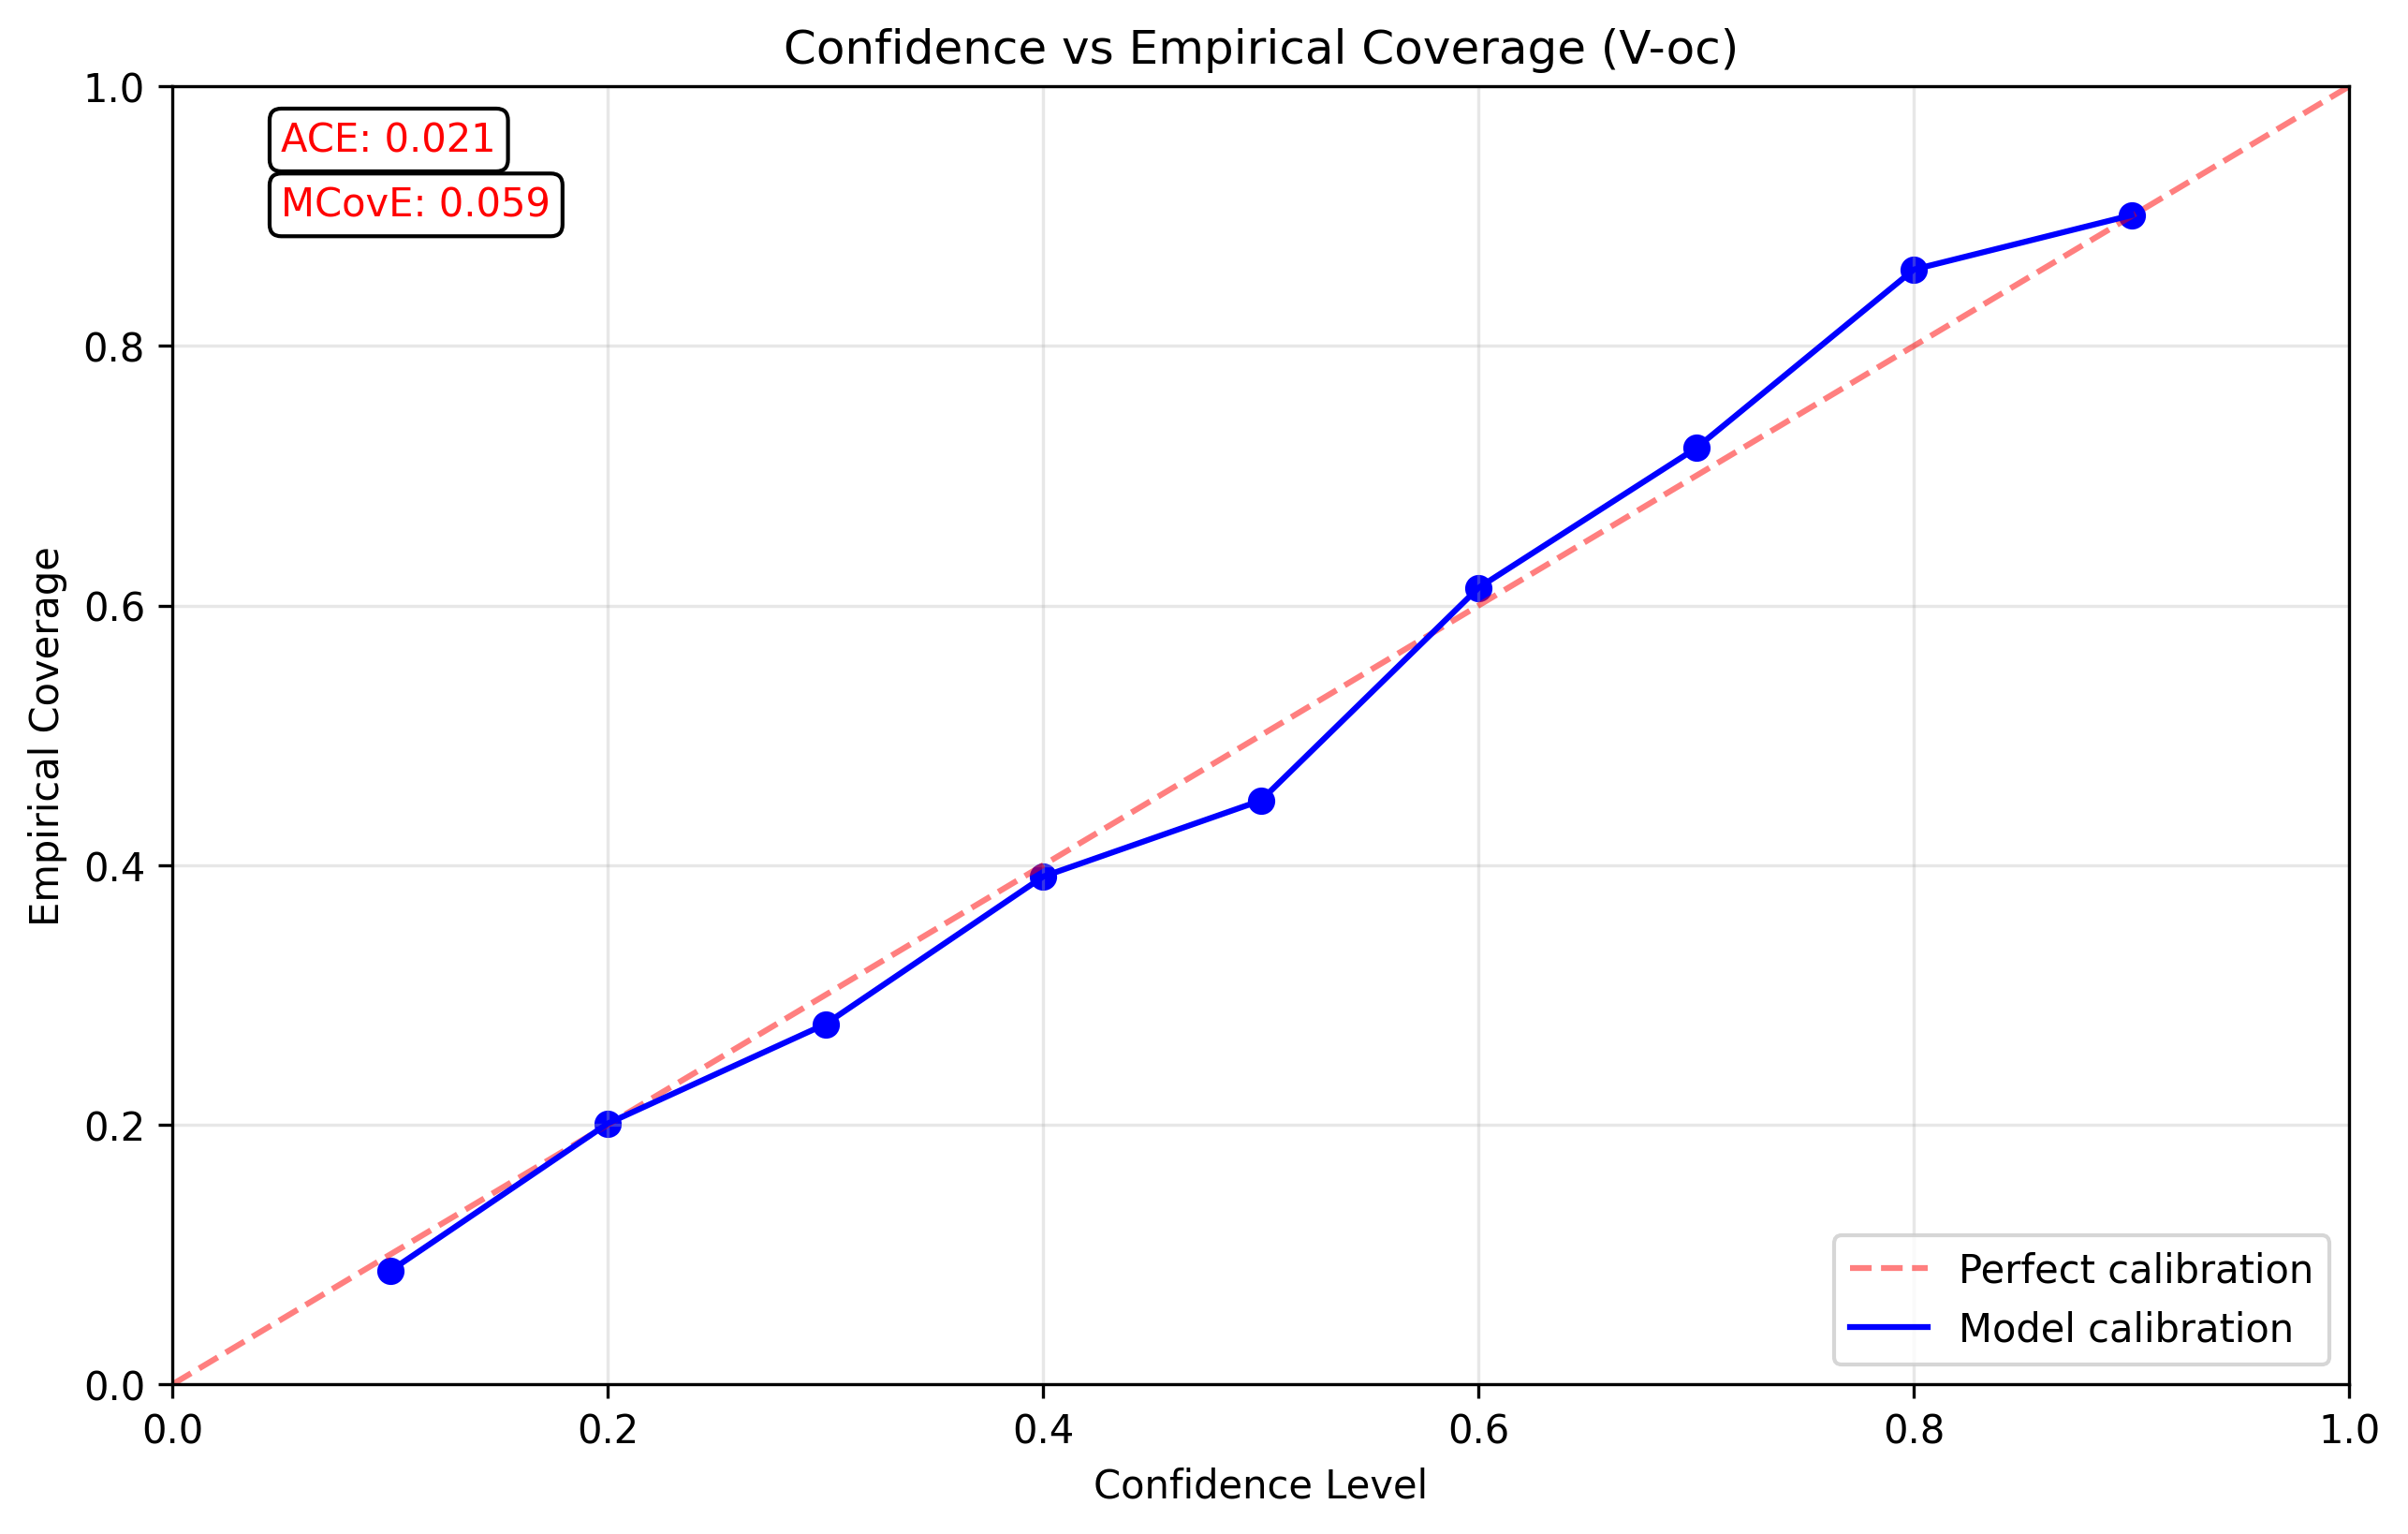 Confidence vs Empirical Coverage (V-oc)
ACE: 0.021
MCovE: 0.059
1.0
0.8
0.6
0.4
0.2
0.0
Empirical Coverage
0.0 0.2 0.4 0.6 0.8 1.0
Confidence Level
Perfect calibration
Model calibration